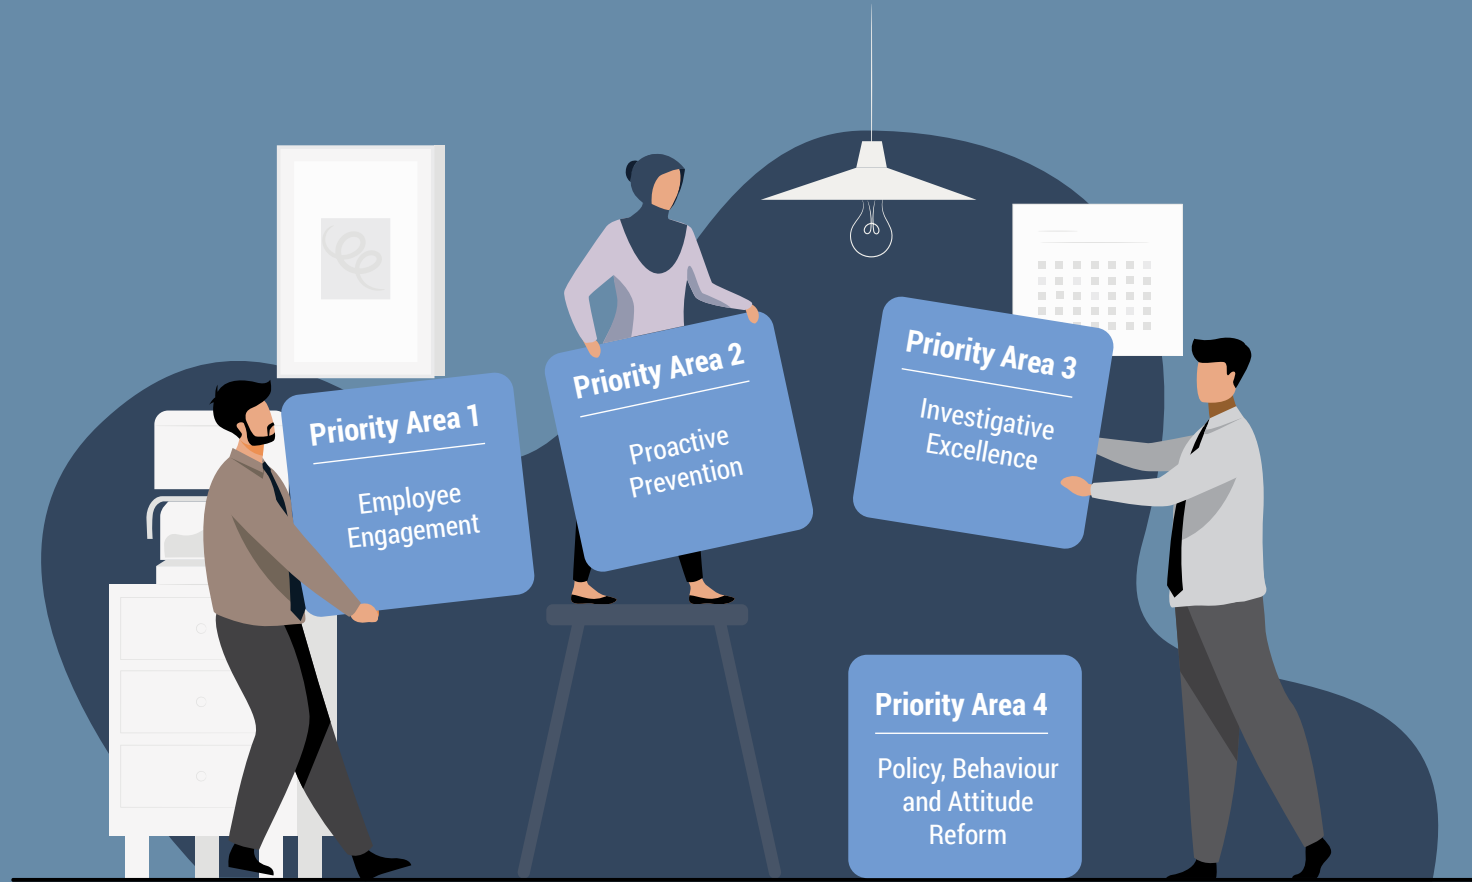 Priority Area 1
Employee
Engagement
Priority Area 2
Proactive
Prevention
Priority Area 3
Investigative
Excellence
Priority Area 4
Policy, Behaviour
and Attitude
Reform